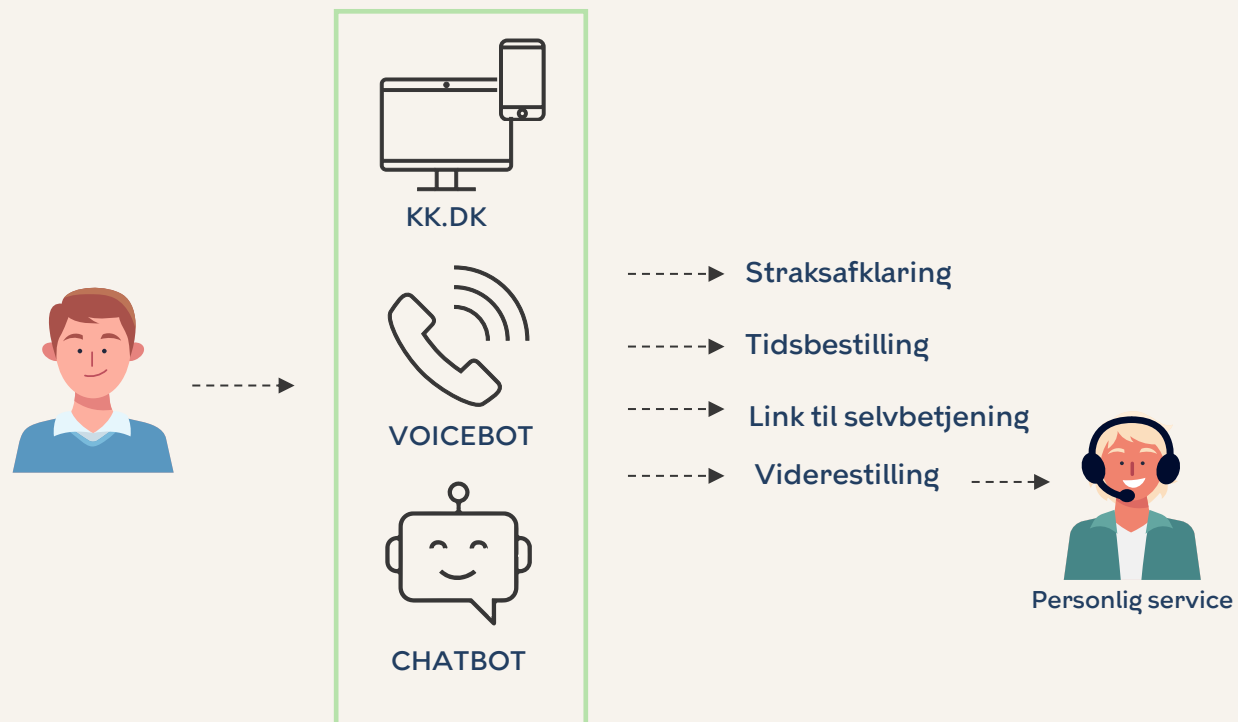 KK.DK
VOICEBOT
CHATBOT
Straksafklaring
Tidsbestilling
Link til selvbetjening
Viderestilling
Personlig service